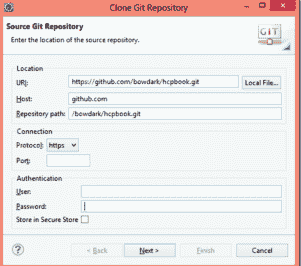 Clone Git Repository
Source Git Repository
Enter the location of the source repository.
GIT
Location
URI: https://github.com/bowdark/hcpbook.git Local File...
Host: github.com
Repository path: /bowdark/hcpbook.git
Connection
Protocol: https
Port:
Authentication
User:
Password:
Store in Secure Store
? < Back Next > Finish Cancel